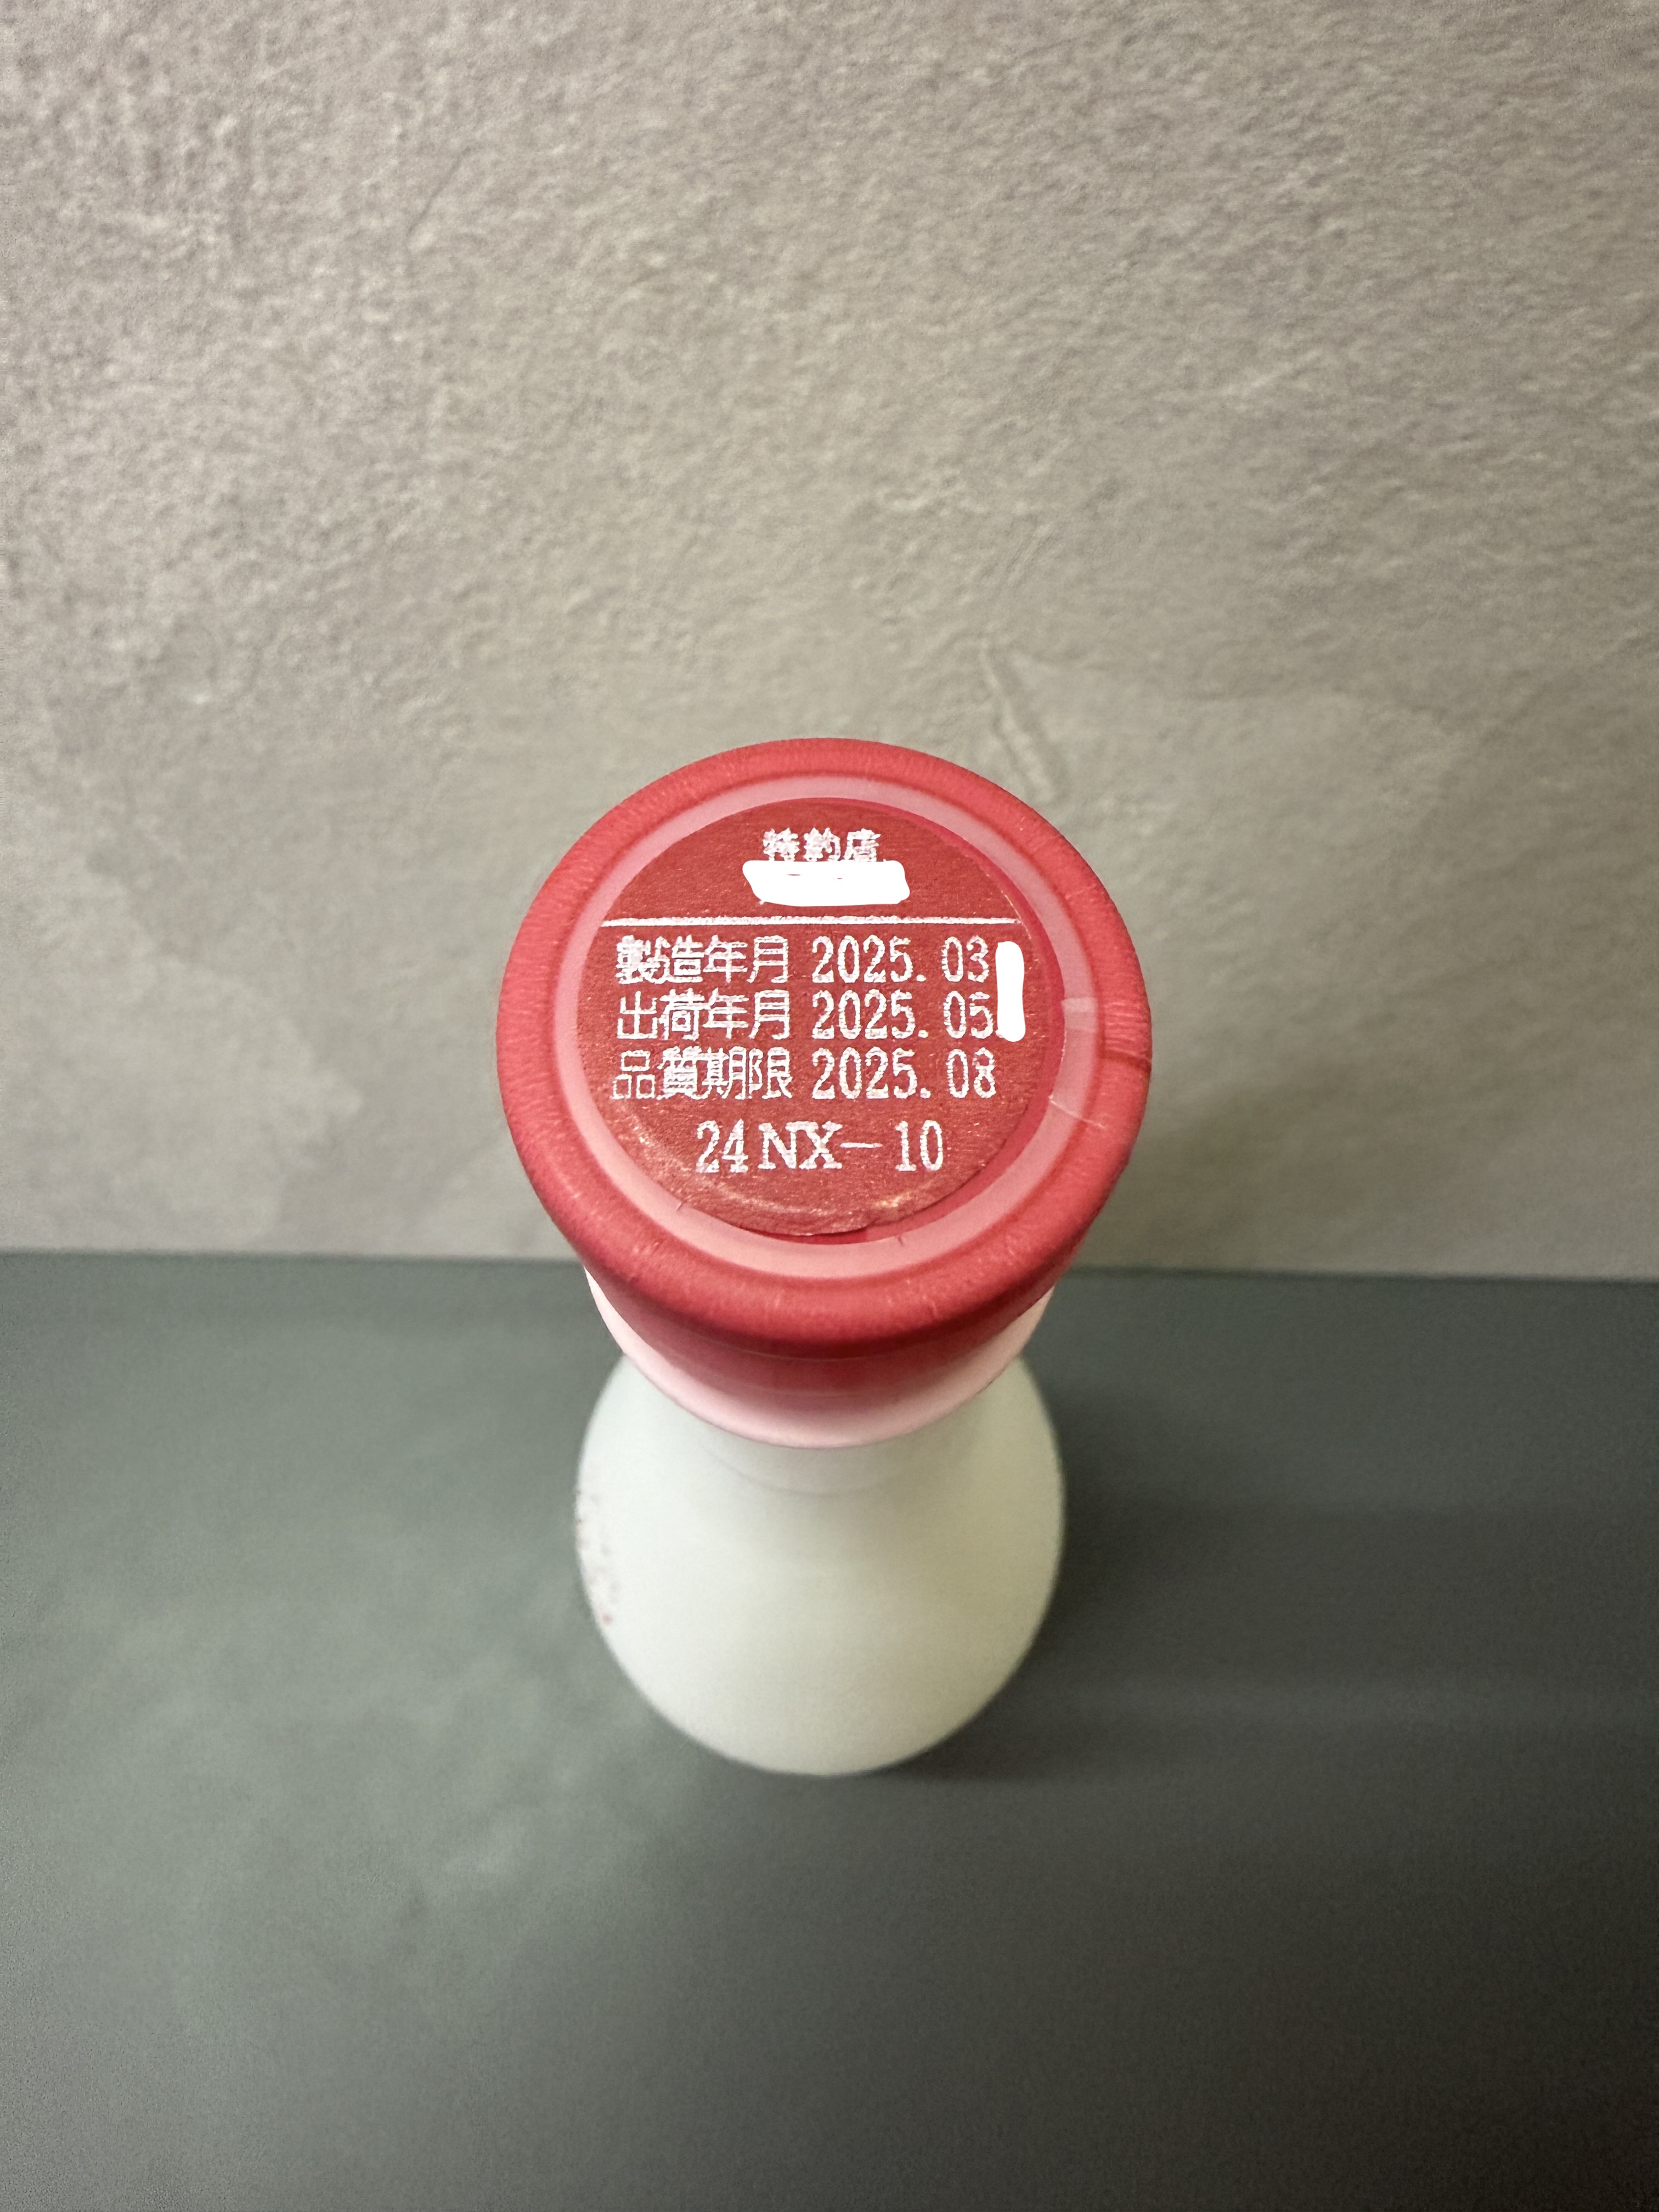 特約店
製造年月 2025. 03
出荷年月 2025. 05.
品質期限 2025. 08
24NX-10